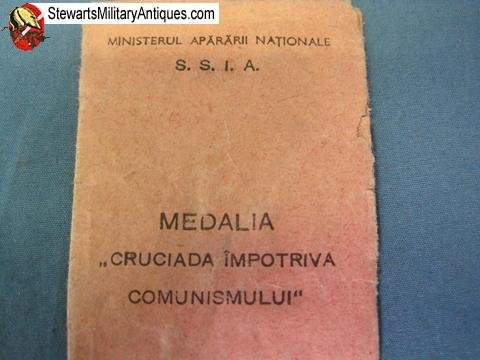 StewartsMilitaryAntiques.com
MINISTERUL APĂRĂRII NAȚIONALE
S. S. I. A.
MEDALIA
„CRUCIADA ÎMPOTRIVA
COMUNISMULUI"